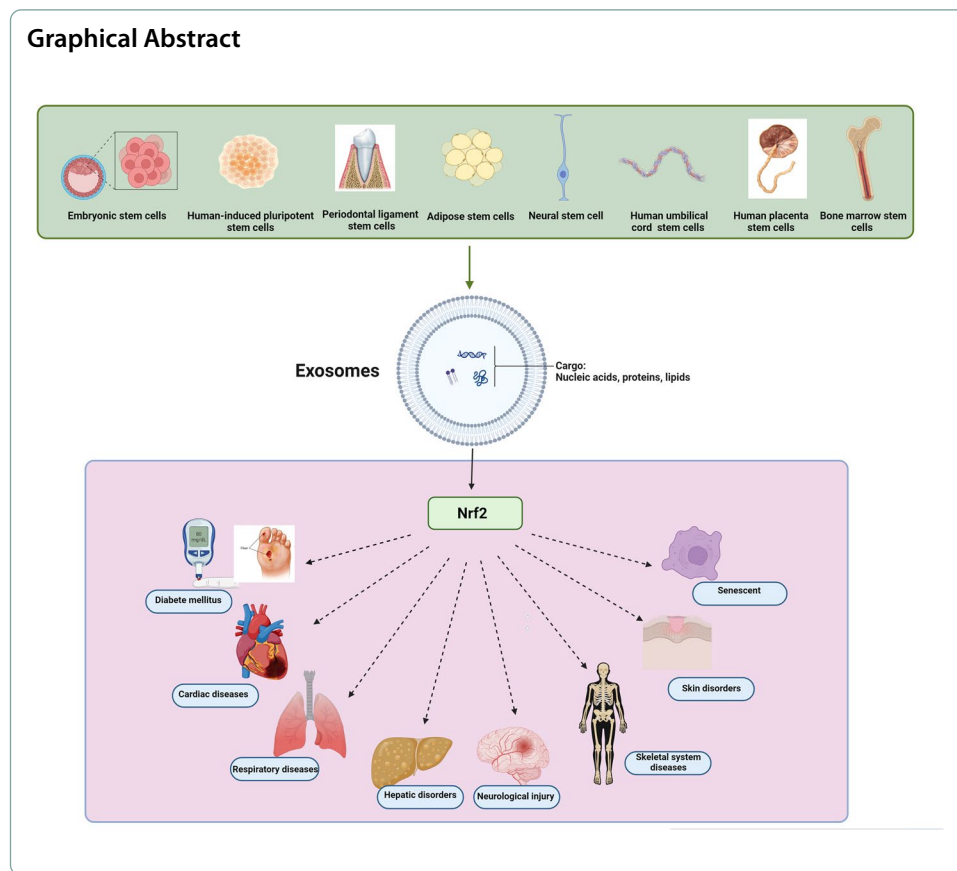 Graphical Abstract
Embryonic stem cells
Human-induced pluripotent
stem cells
Periodontal ligament
stem cells
Adipose stem cells
Neural stem cell
Human umbilical
cord stem cells
Human placenta
stem cells
Bone marrow stem
cells
Exosomes
Cargo:
Nucleic acids, proteins, lipids
Nrf2
Diabete mellitus
Cardiac diseases
Respiratory diseases
Hepatic disorders
Neurological injury
Skeletal system
diseases
Skin disorders
Senescent